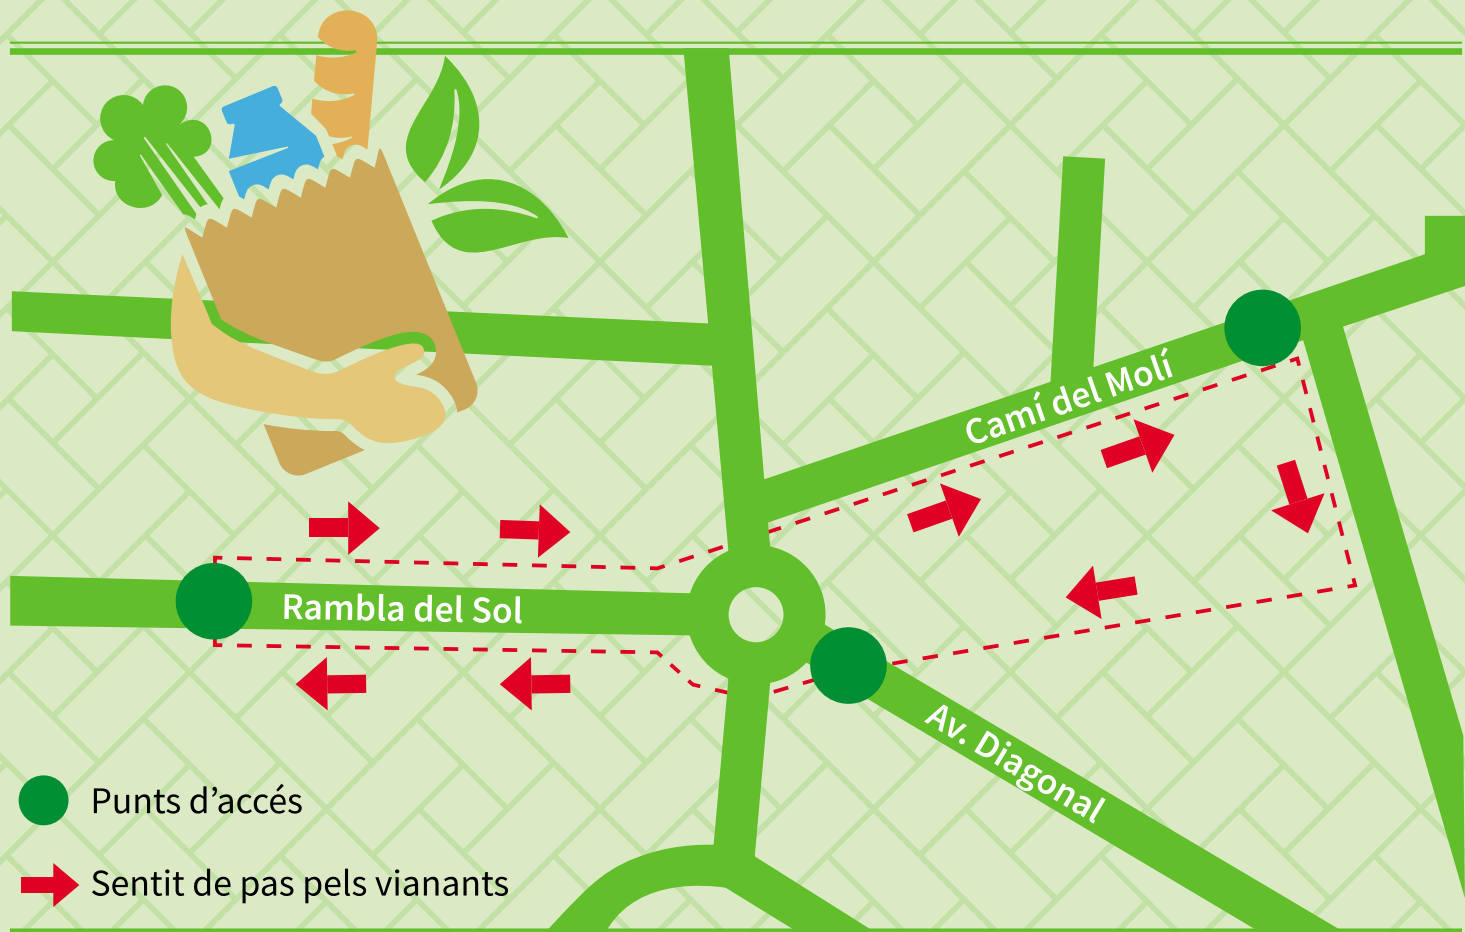 Camí del Molí
Rambla del Sol
Av. Diagonal
Punts d’accés
Sentit de pas pels vianants